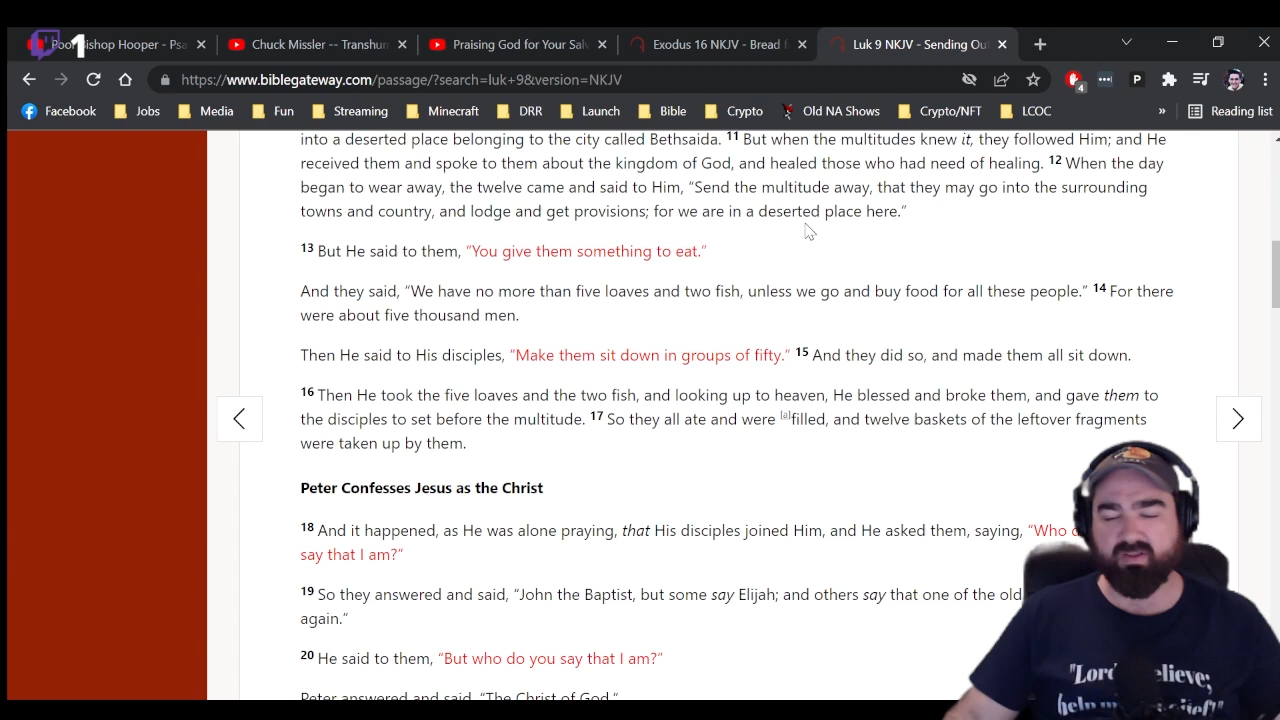 1
Poor Bishop Hooper - Psa
Chuck Missler -- Transhu
Praising God for Your Sal
Exodus 16 NKJV - Bread f
Luk 9 NKJV - Sending Ou
https://www.biblegateway.com/passage/?search=luk+9&version=NKJV
4
P
Facebook Jobs Media Fun Streaming Minecraft DRR Launch Bible Crypto Old NA Shows Crypto/NFT LCOC » Reading list
into a deserted place belonging to the city called Bethsaida. 11 But when the multitudes knew it, they followed Him; and He
received them and spoke to them about the kingdom of God, and healed those who had need of healing. 12 When the day
began to wear away, the twelve came and said to Him, “Send the multitude away, that they may go into the surrounding
towns and country, and lodge and get provisions; for we are in a deserted place here.”
13 But He said to them, “You give them something to eat.”
And they said, “We have no more than five loaves and two fish, unless we go and buy food for all these people.” 14 For there
were about five thousand men.
Then He said to His disciples, “Make them sit down in groups of fifty.” 15 And they did so, and made them all sit down.
16 Then He took the five loaves and the two fish, and looking up to heaven, He blessed and broke them, and gave them to
the disciples to set before the multitude. 17 So they all ate and were [a]filled, and twelve baskets of the leftover fragments
were taken up by them.
Peter Confesses Jesus as the Christ
18 And it happened, as He was alone praying, that His disciples joined Him, and He asked them, saying, “Who
say that I am?”
19 So they answered and said, “John the Baptist, but some say Elijah; and others say that one of the old
again.”
20 He said to them, “But who do you say that I am?”
Peter answered and said, “The Christ of God.”
"Lord
elieve;
help